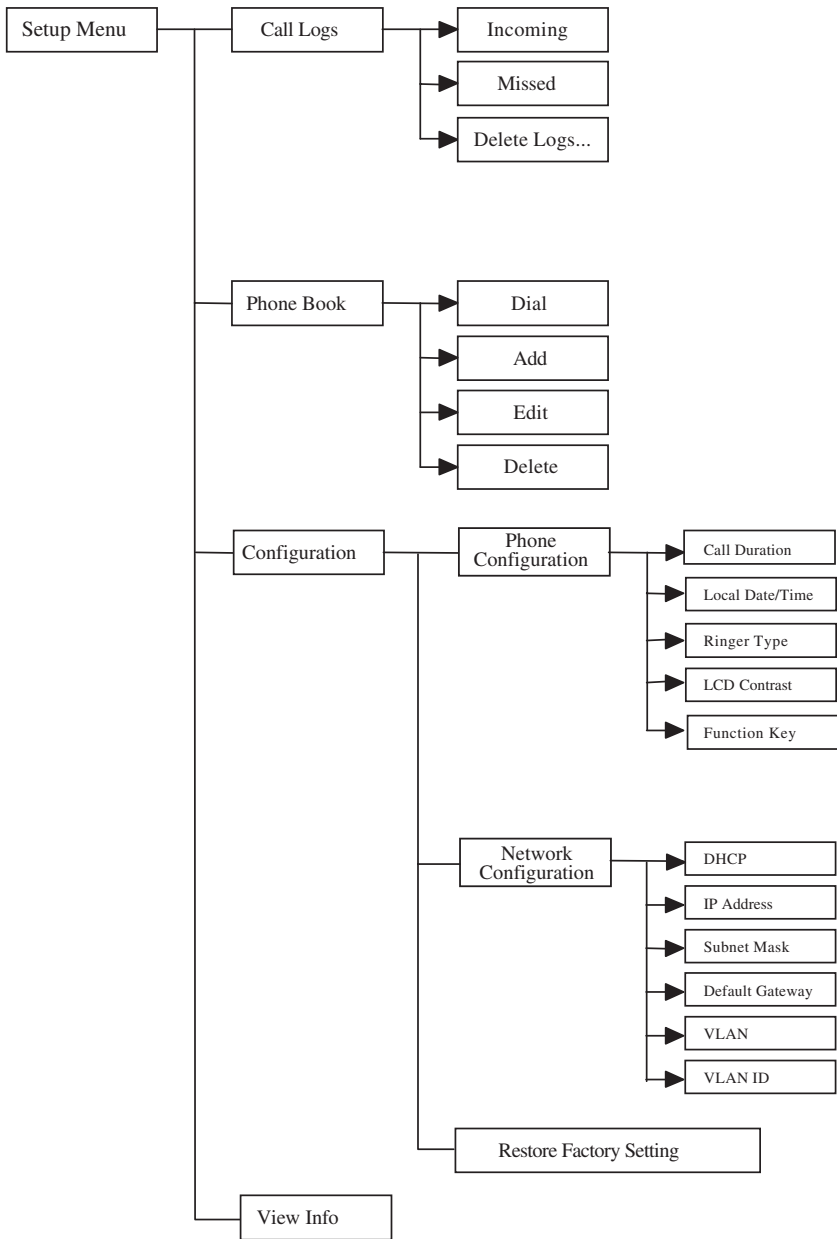 Setup Menu
Call Logs
Incoming
Missed
Delete Logs...
Phone Book
Dial
Add
Edit
Delete
Configuration
Phone
Configuration
Call Duration
Local Date/Time
Ringer Type
LCD Contrast
Function Key
Network
Configuration
DHCP
IP Address
Subnet Mask
Default Gateway
VLAN
VLAN ID
Restore Factory Setting
View Info